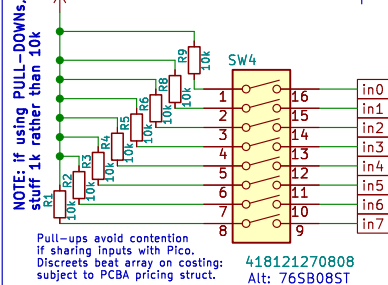 NOTE: if using PULL-DOWNs,
stuff 1k rather than 10k
R1
10k
R2
10k
R3
10k
R4
10k
R5
10k
R6
10k
R8
10k
R9
10k
SW4
1
2
3
4
5
6
7
8
16
15
14
13
12
11
10
9
in0
in1
in2
in3
in4
in5
in6
in7
Pull-ups avoid contention
if sharing inputs with Pico.
Discreets beat array on costing:
subject to PCBA pricing struct.
418121270808
Alt: 76SB08ST